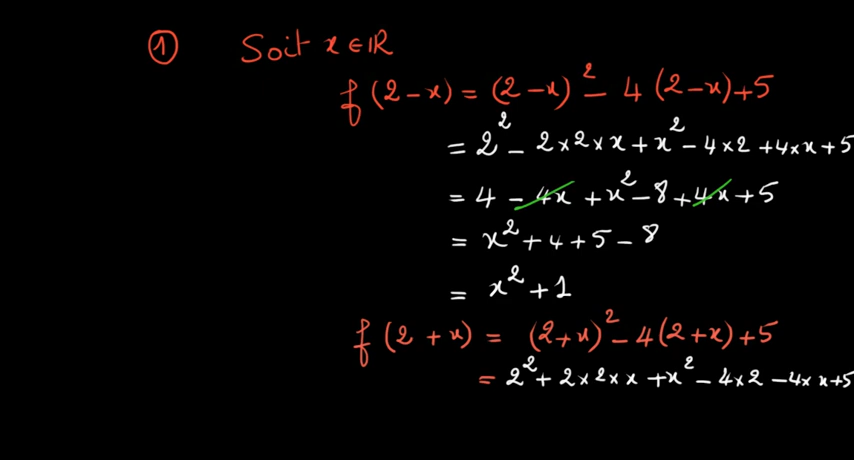 ① Soit x ∈ ℝ
f(2-x) = (2-x)² - 4(2-x)+5
= 2² - 2×2×x + x² - 4×2 + 4×x + 5
= 4 - 4x + x² - 8 + 4x + 5
= x² + 4 + 5 - 8
= x² + 1
f(2+x) = (2+x)² - 4(2+x)+5
= 2² + 2×2×x + x² - 4×2 - 4×x + 5